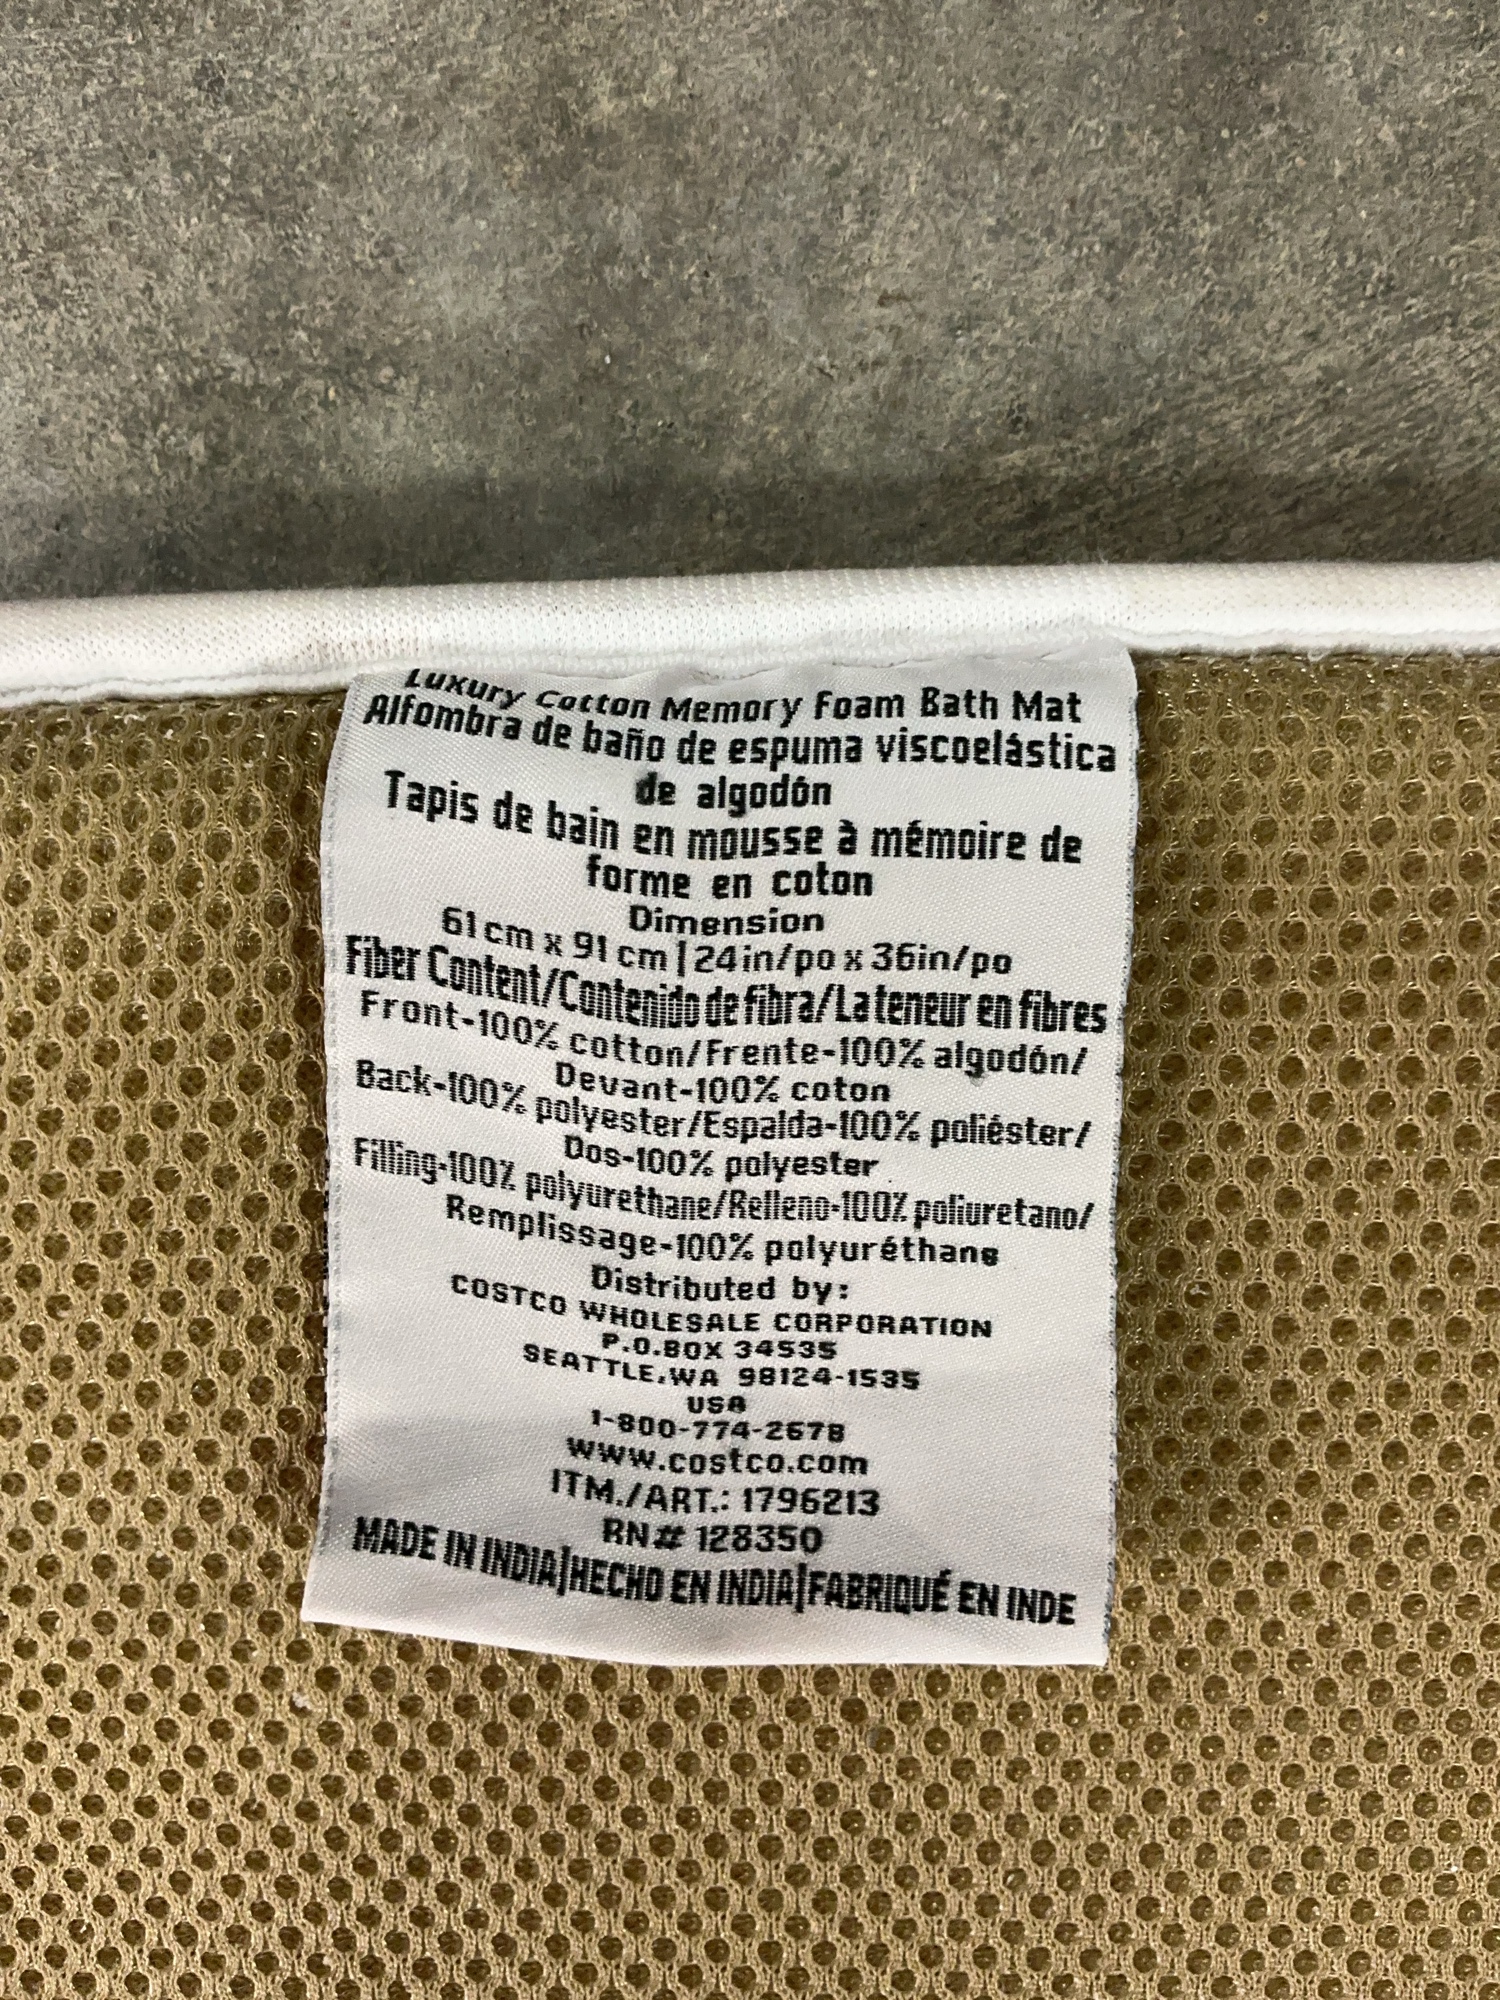 Luxury Cotton Memory Foam Bath Mat
Alfombra de baño de espuma viscoelástica
de algodón
Tapis de bain en mousse à mémoire de
forme en coton
Dimension
61 cm x 91 cm | 24in/po x 36in/po
Fiber Content/Contenido de fibra/La teneur en fibres
Front-100% cotton/Frente-100% algodón/
Devant-100% coton
Back-100% polyester/Espalda-100% poliéster/
Dos-100% polyester
Filling-100% polyurethane/Relleno-100% poliuretano/
Remplissage-100% polyuréthane
Distributed by:
COSTCO WHOLESALE CORPORATION
P.O.BOX 34535
SEATTLE,WA 98124-1535
USA
1-800-774-2678
www.costco.com
ITM./ART.: 1796213
RN# 128350
MADE IN INDIA|HECHO EN INDIA|FABRIQUÉ EN INDE